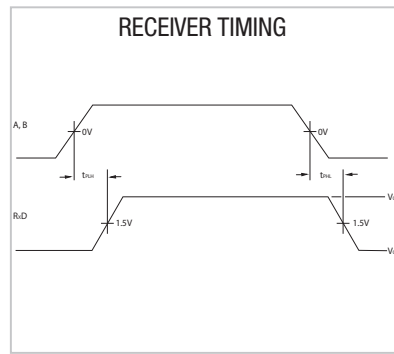 RECEIVER TIMING
A, B
0V
0V
tPLH
tPHL
RxD
1.5V
1.5V